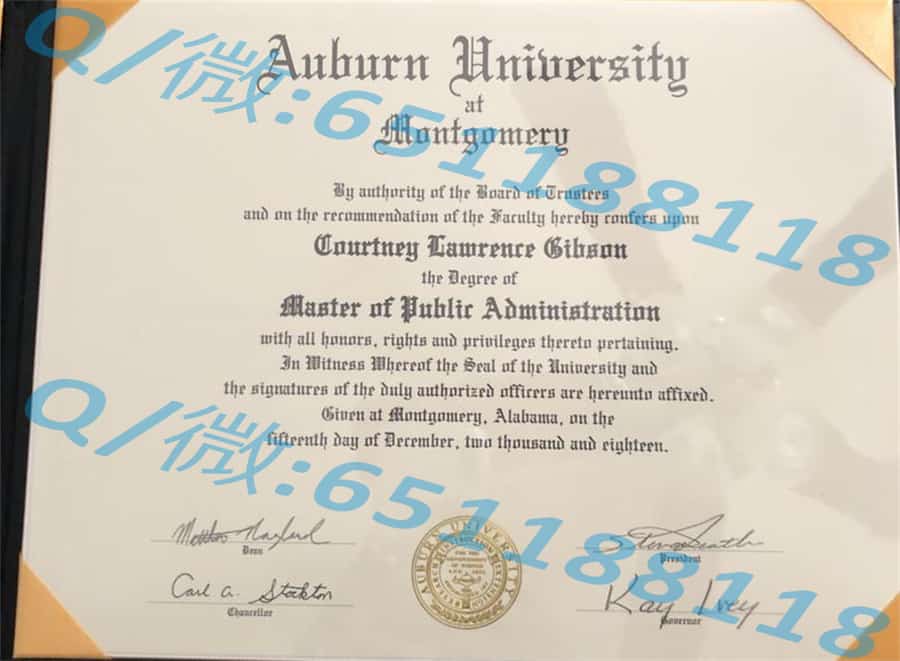 Auburn University
at
Montgomery
By authority of the Board of Trustees
and on the recommendation of the Faculty hereby confers upon
Courtney Lawrence Gibson
the Degree of
Master of Public Administration
with all honors, rights and privileges thereto pertaining.
In Witness Whereof the Seal of the University and
the signatures of the duly authorized officers are hereunto affixed.
Given at Montgomery, Alabama, on the
fifteenth day of December, two thousand and eighteen.
Dean
President
Carl A. Stockton
Chancellor
Kay Ivey
Governor
AUBURN UNIVERSITY
FOR THE
Q/微:651188118
Q/微:651188118